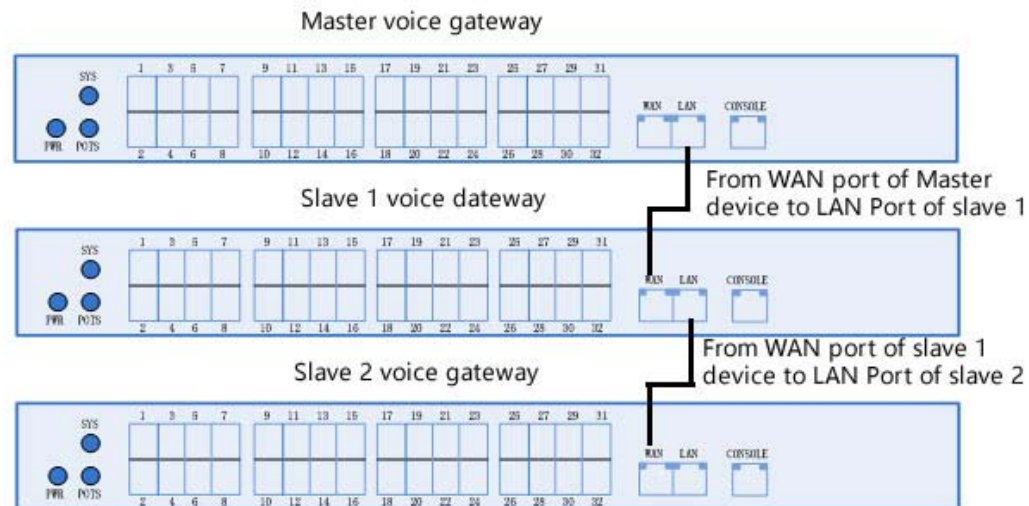 Master voice gateway
1 3 5 7 9 11 13 15 17 19 21 23 25 27 29 31
SYS
WAN LAN CONSOLE
PWR POTS
2 4 6 8 10 12 14 16 18 20 22 24 26 28 30 32
From WAN port of Master
device to LAN Port of slave 1
Slave 1 voice dateway
1 3 5 7 9 11 13 15 17 19 21 23 25 27 29 31
SYS
WAN LAN CONSOLE
PWR POTS
2 4 6 8 10 12 14 16 18 20 22 24 26 28 30 32
From WAN port of slave 1
device to LAN Port of slave 2
Slave 2 voice gateway
1 3 5 7 9 11 13 15 17 19 21 23 25 27 29 31
SYS
WAN LAN CONSOLE
PWR POTS
2 4 6 8 10 12 14 16 18 20 22 24 26 28 30 32